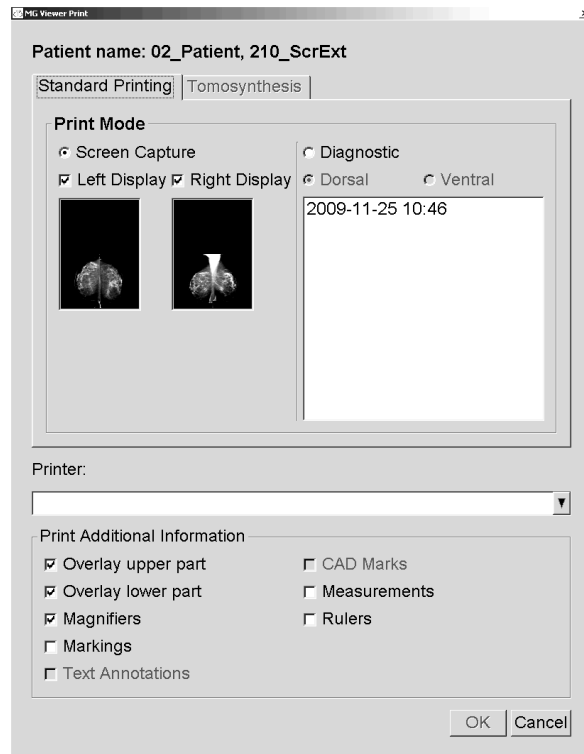 MG Viewer Print
Patient name: 02_Patient, 210_ScrExt
Standard Printing Tomosynthesis
Print Mode
Screen Capture Diagnostic
Left Display Right Display Dorsal Ventral
2009-11-25 10:46
Printer:
Print Additional Information
Overlay upper part CAD Marks
Overlay lower part Measurements
Magnifiers Rulers
Markings
Text Annotations
OK Cancel